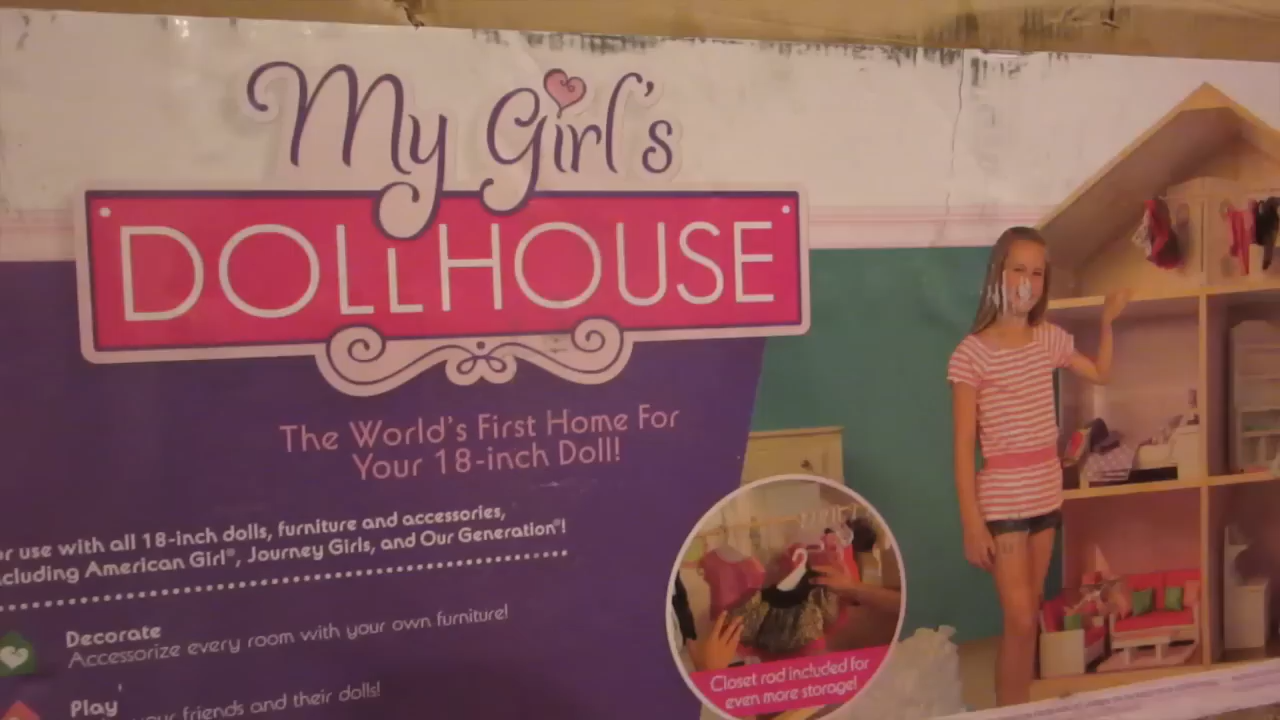 My Girl's
DOLLHOUSE
The World's First Home For
Your 18-inch Doll!
use with all 18-inch dolls, furniture and accessories,
American Girl®, Journey Girls, and Our Generation®!
Decorate
Accessorize every room with your own furniture!
Play
friends and their dolls!
Closet rod included for
even more storage!